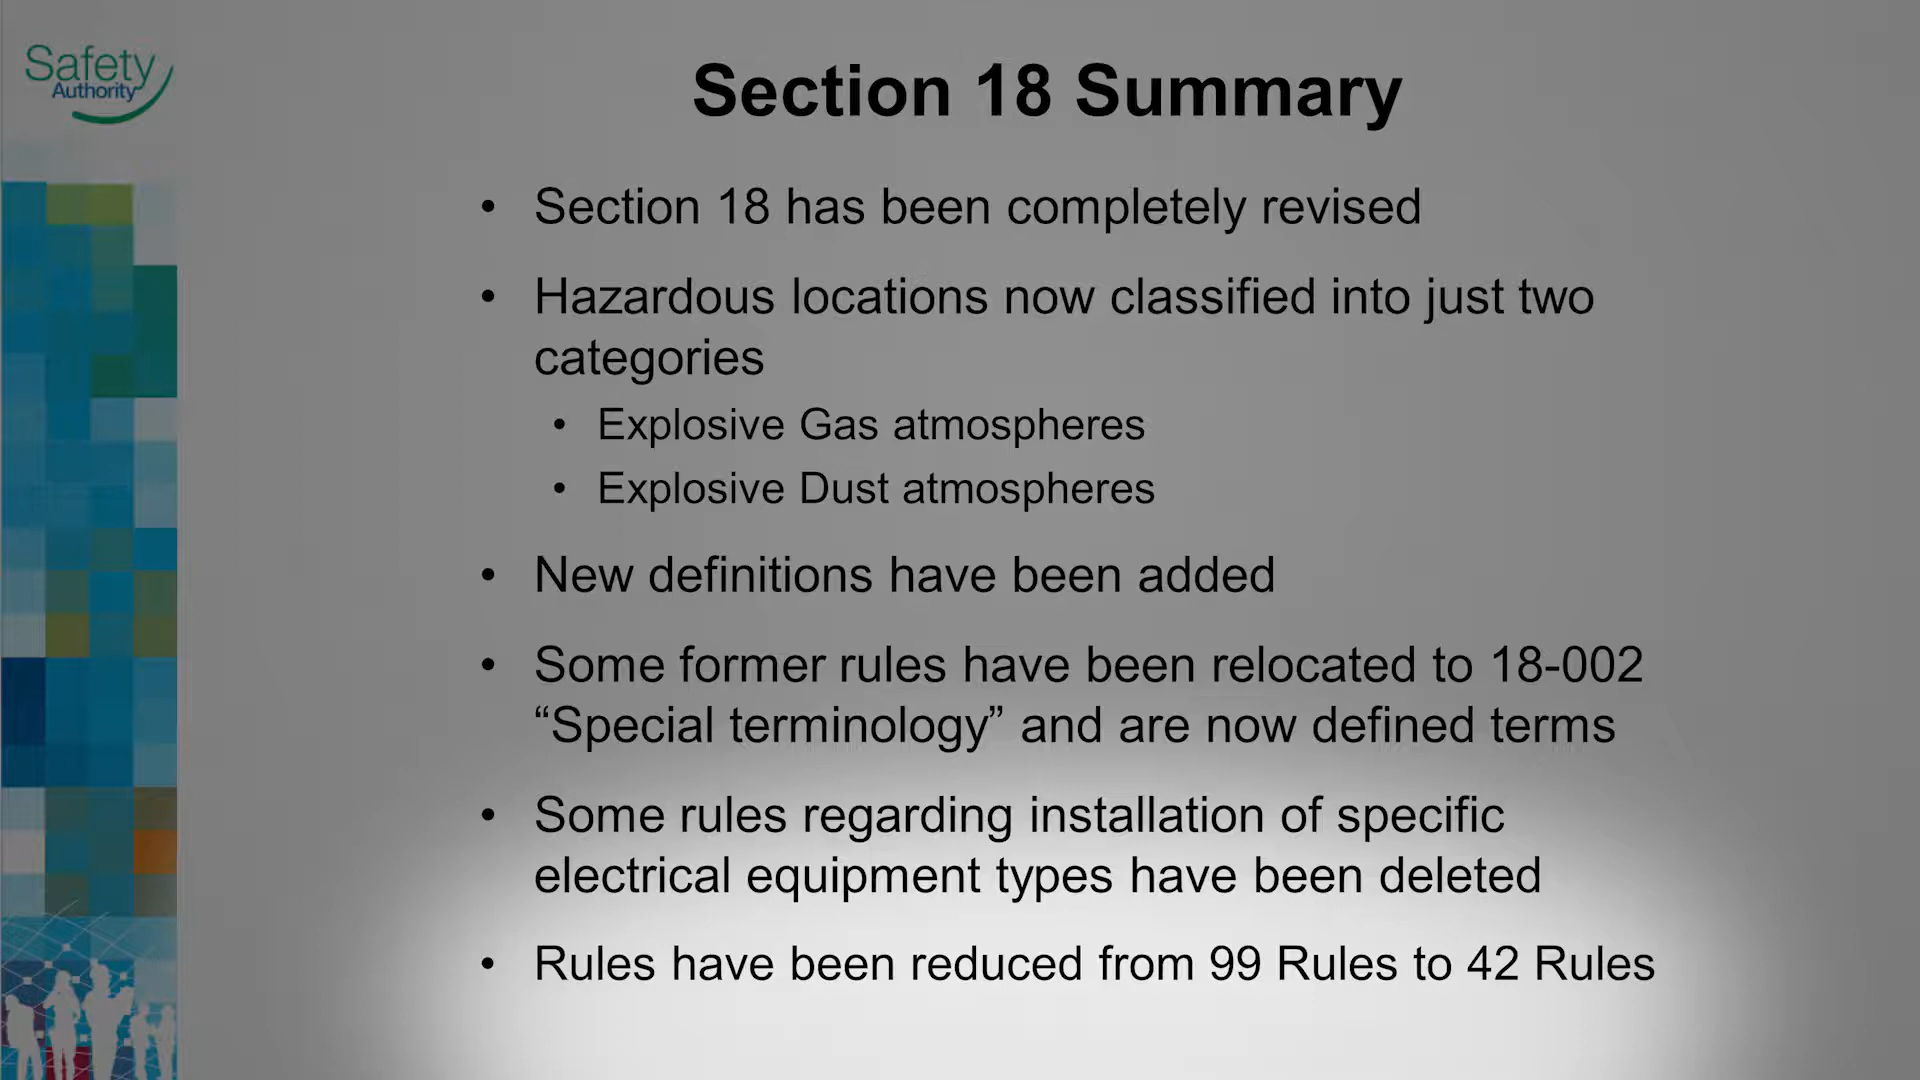 Safety
Authority
Section 18 Summary
• Section 18 has been completely revised
• Hazardous locations now classified into just two
categories
• Explosive Gas atmospheres
• Explosive Dust atmospheres
• New definitions have been added
• Some former rules have been relocated to 18-002
“Special terminology” and are now defined terms
• Some rules regarding installation of specific
electrical equipment types have been deleted
• Rules have been reduced from 99 Rules to 42 Rules